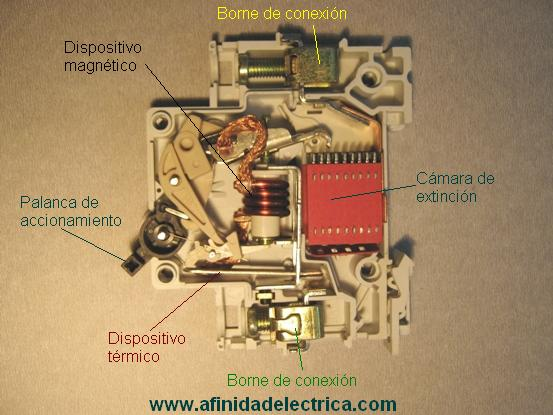 Borne de conexión
Dispositivo
magnético
Cámara de
extinción
Palanca de
accionamiento
Dispositivo
térmico
Borne de conexión
www.afinidadelectrica.com